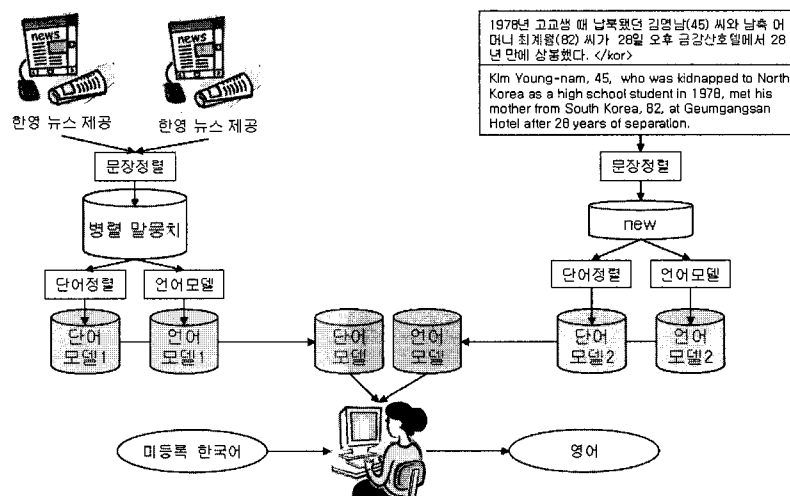 news
news
한영 뉴스 제공
한영 뉴스 제공
문장정렬
병렬 말뭉치
단어정렬
언어모델
단어
모델1
언어
모델1
1978년 고교생 때 납북됐던 김영남(45) 씨와 남측 어
머니 최계월(82) 씨가 28일 오후 금강산호텔에서 28
년 만에 상봉했다. </kor>
Kim Young-nam, 45, who was kidnapped to North
Korea as a high school student in 1978, met his
mother from South Korea, 82, at Geumgangsan
Hotel after 28 years of separation.
문장정렬
new
단어정렬
언어모델
단어
모델2
언어
모델2
단어
모델
언어
모델
미등록 한국어
영어